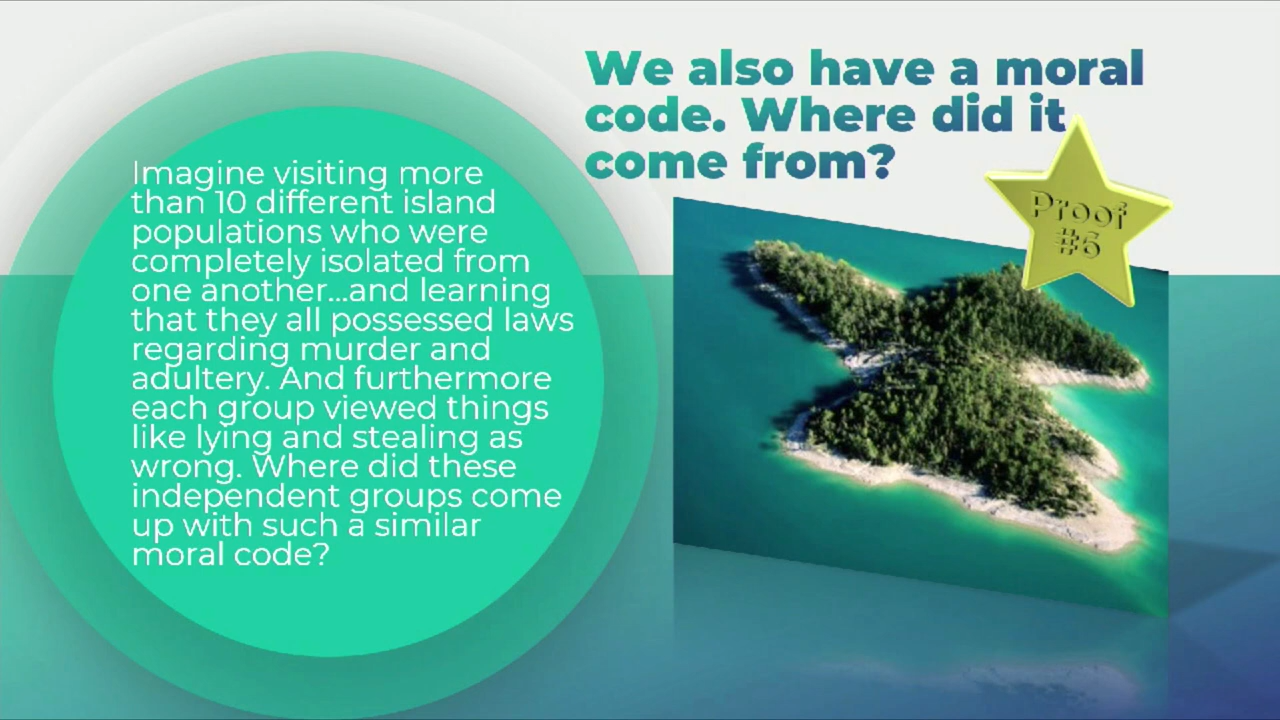 We also have a moral
code. Where did it
come from?
Proof
#6
Imagine visiting more
than 10 different island
populations who were
completely isolated from
one another...and learning
that they all possessed laws
regarding murder and
adultery. And furthermore
each group viewed things
like lying and stealing as
wrong. Where did these
independent groups come
up with such a similar
moral code?